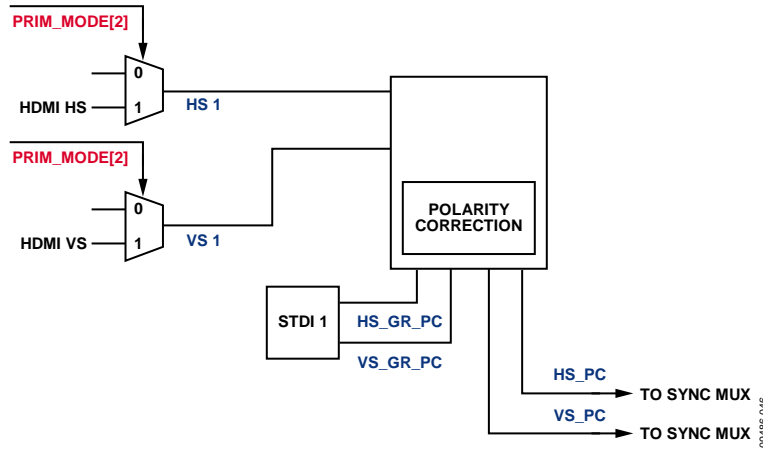 PRIM_MODE[2]
0
HDMI HS
1
HS 1
PRIM_MODE[2]
0
HDMI VS
1
VS 1
POLARITY
CORRECTION
STDI 1
HS_GR_PC
VS_GR_PC
HS_PC
TO SYNC MUX
VS_PC
TO SYNC MUX